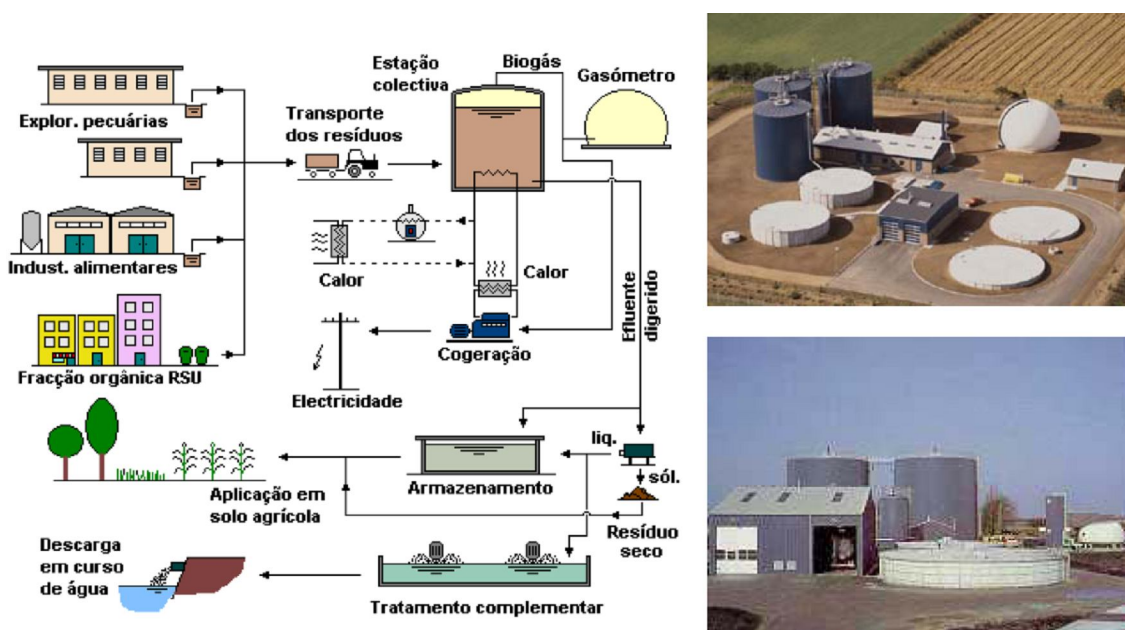 Explor. pecuárias
Indust. alimentares
Fracção orgânica RSU
Transporte
dos resíduos
Estação
colectiva
Biogás
Gasómetro
Calor
Calor
Cogeração
Electricidade
Efluente
digerido
liq.
sól.
Armazenamento
Resíduo
seco
Aplicação em
solo agrícola
Descarga
em curso
de água
Tratamento complementar